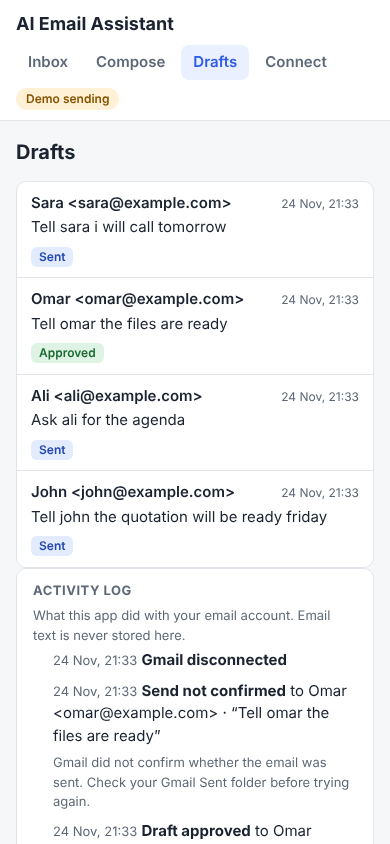 AI Email Assistant
Inbox Compose Drafts Connect
Demo sending
Drafts
Sara <sara@example.com> 24 Nov, 21:33
Tell sara i will call tomorrow
Sent
Omar <omar@example.com> 24 Nov, 21:33
Tell omar the files are ready
Approved
Ali <ali@example.com> 24 Nov, 21:33
Ask ali for the agenda
Sent
John <john@example.com> 24 Nov, 21:33
Tell john the quotation will be ready friday
Sent
ACTIVITY LOG
What this app did with your email account. Email
text is never stored here.
24 Nov, 21:33 Gmail disconnected
24 Nov, 21:33 Send not confirmed to Omar
<omar@example.com> · “Tell omar the
files are ready”
Gmail did not confirm whether the email was
sent. Check your Gmail Sent folder before trying
again.
24 Nov, 21:33 Draft approved to Omar